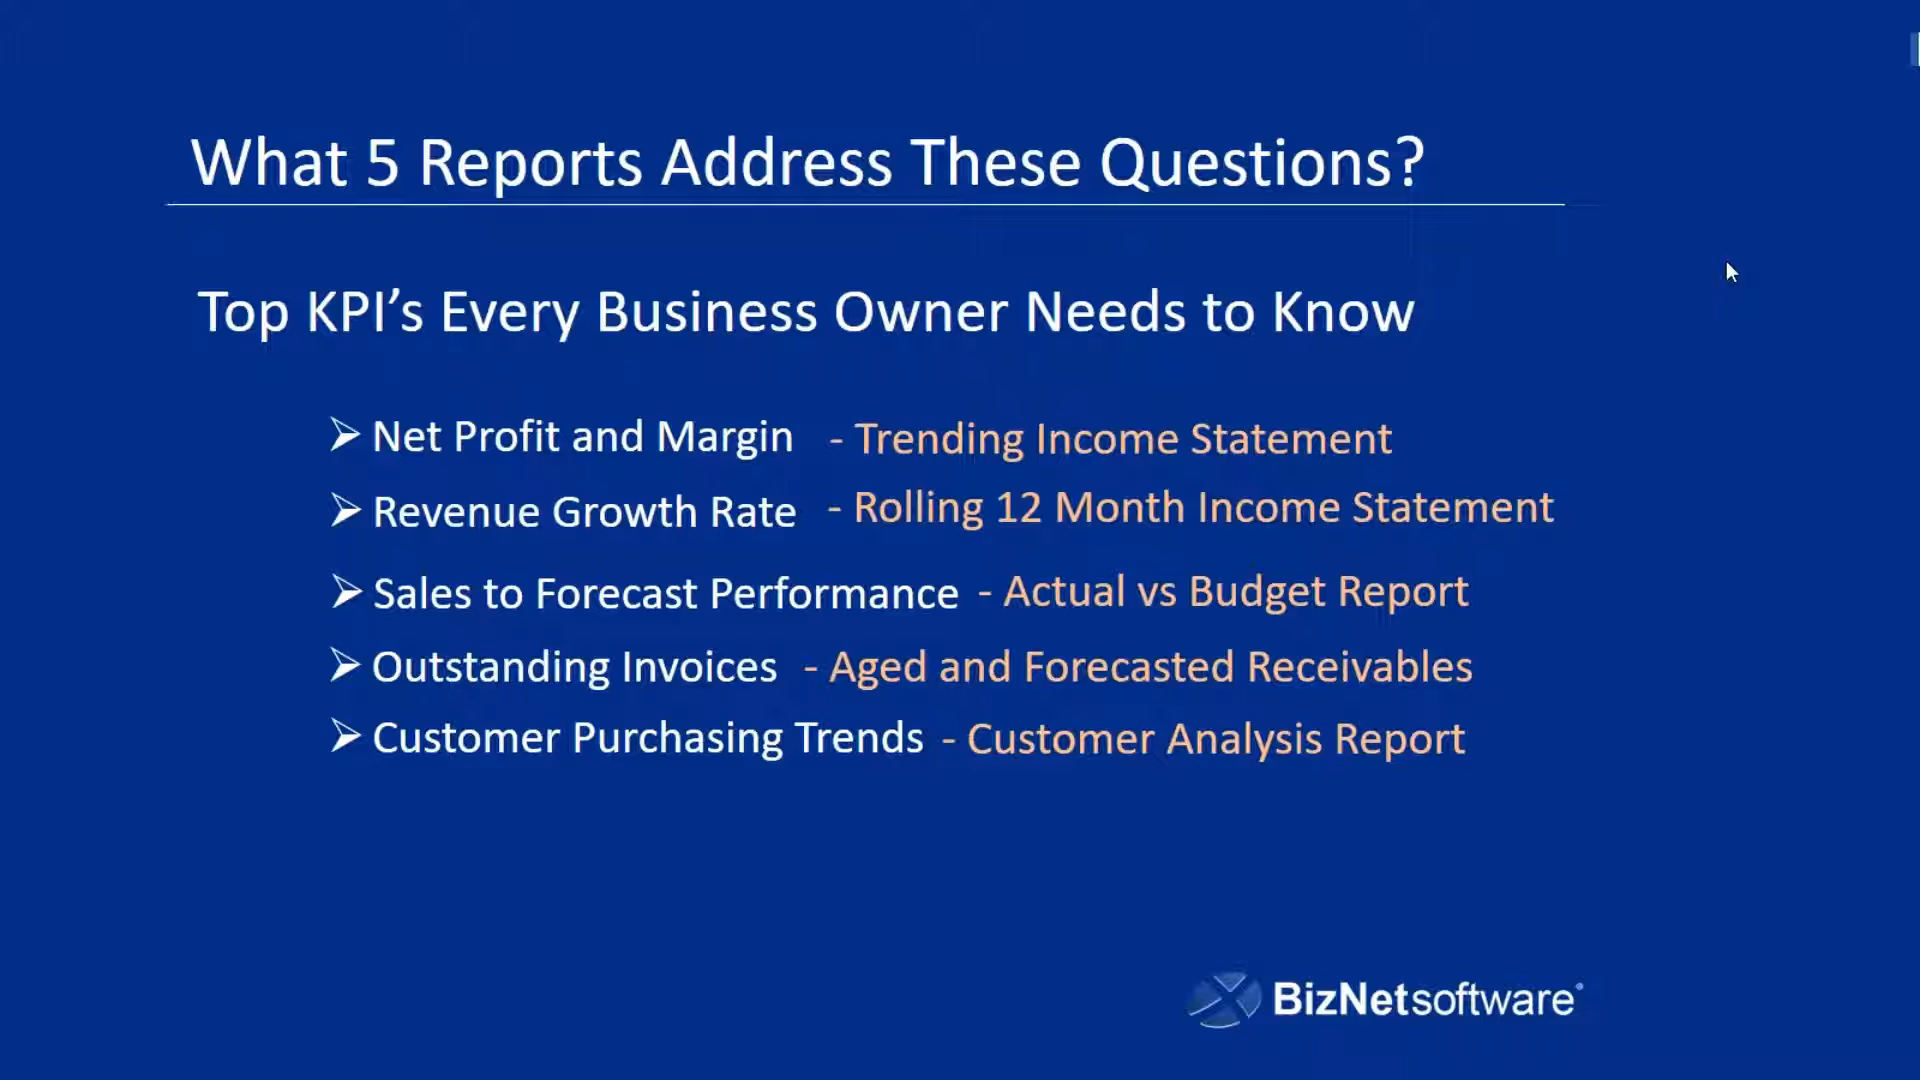 What 5 Reports Address These Questions?
Top KPI’s Every Business Owner Needs to Know
➢ Net Profit and Margin - Trending Income Statement
➢ Revenue Growth Rate - Rolling 12 Month Income Statement
➢ Sales to Forecast Performance - Actual vs Budget Report
➢ Outstanding Invoices - Aged and Forecasted Receivables
➢ Customer Purchasing Trends - Customer Analysis Report
BizNetsoftware